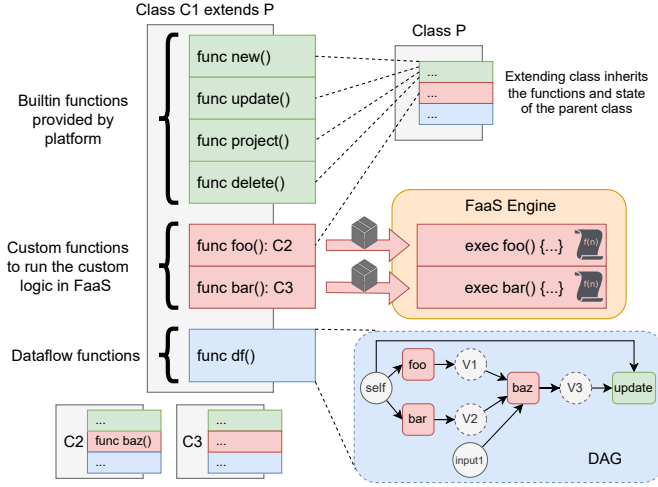 Class C1 extends P
Class P
func new()
func update()
func project()
func delete()
Builtin functions
provided by
platform
...
...
...
Extending class inherits
the functions and state
of the parent class
FaaS Engine
Custom functions
to run the custom
logic in FaaS
func foo(): C2
func bar(): C3
exec foo() {...}
f(n)
exec bar() {...}
f(n)
Dataflow functions
func df()
self
foo
V1
bar
V2
baz
V3
update
input1
DAG
C2
...
func baz()
...
C3
...
...
...